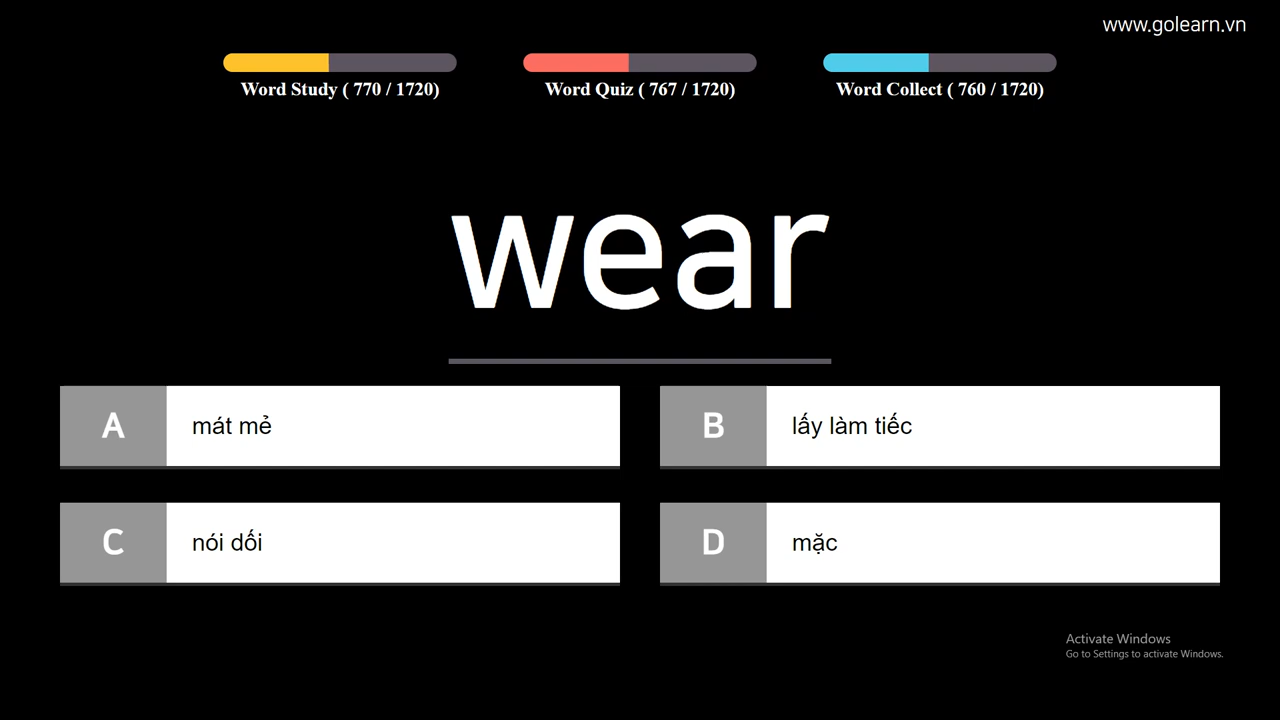 www.golearn.vn
Word Study ( 770 / 1720)
Word Quiz ( 767 / 1720)
Word Collect ( 760 / 1720)
wear
A mát mẻ
B lấy làm tiếc
C nói dối
D mặc
Activate Windows
Go to Settings to activate Windows.